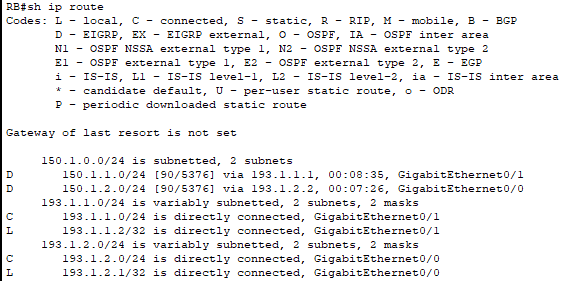 RB#sh ip route
Codes: L - local, C - connected, S - static, R - RIP, M - mobile, B - BGP
D - EIGRP, EX - EIGRP external, O - OSPF, IA - OSPF inter area
N1 - OSPF NSSA external type 1, N2 - OSPF NSSA external type 2
E1 - OSPF external type 1, E2 - OSPF external type 2, E - EGP
i - IS-IS, L1 - IS-IS level-1, L2 - IS-IS level-2, ia - IS-IS inter area
* - candidate default, U - per-user static route, o - ODR
P - periodic downloaded static route
Gateway of last resort is not set
150.1.0.0/24 is subnetted, 2 subnets
D 150.1.1.0/24 [90/5376] via 193.1.1.1, 00:08:35, GigabitEthernet0/1
D 150.1.2.0/24 [90/5376] via 193.1.2.2, 00:07:26, GigabitEthernet0/0
193.1.1.0/24 is variably subnetted, 2 subnets, 2 masks
C 193.1.1.0/24 is directly connected, GigabitEthernet0/1
L 193.1.1.2/32 is directly connected, GigabitEthernet0/1
193.1.2.0/24 is variably subnetted, 2 subnets, 2 masks
C 193.1.2.0/24 is directly connected, GigabitEthernet0/0
L 193.1.2.1/32 is directly connected, GigabitEthernet0/0